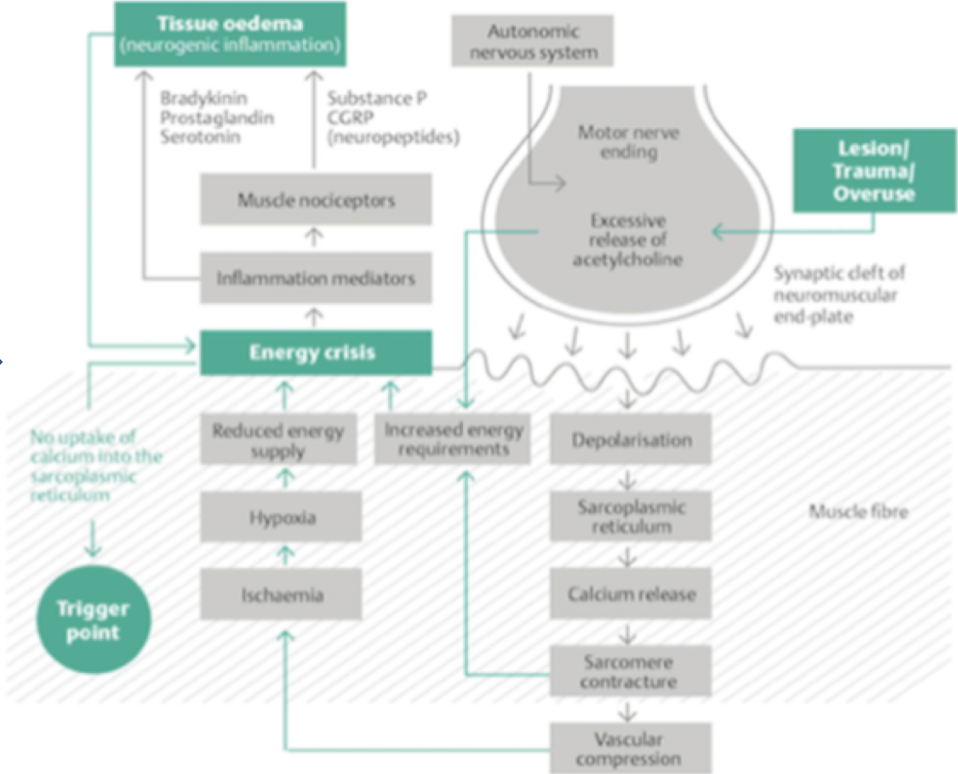 Tissue oedema
(neurogenic inflammation)
Autonomic
nervous system
Bradykinin
Prostaglandin
Serotonin
Substance P
CGRP
(neuropeptides)
Motor nerve
ending
Lesion/
Trauma/
Overuse
Muscle nociceptors
Excessive
release of
acetylcholine
Inflammation mediators
Synaptic cleft of
neuromuscular
end-plate
Energy crisis
No uptake of
calcium into the
sarcoplasmic
reticulum
Reduced energy
supply
Increased energy
requirements
Depolarisation
Hypoxia
Sarcoplasmic
reticulum
Muscle fibre
Ischaemia
Calcium release
Trigger
point
Sarcomere
contracture
Vascular
compression